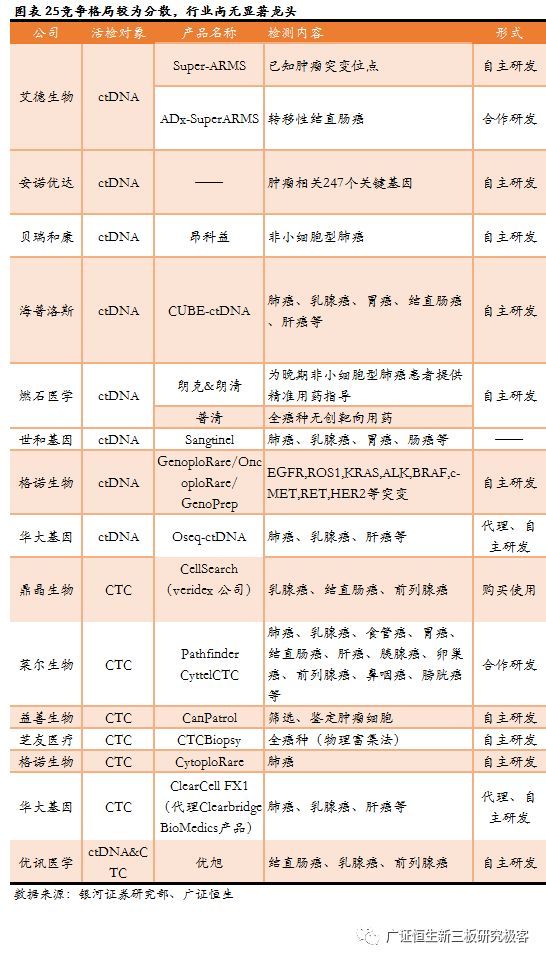 图表 25竞争格局较为分散，行业尚无显著龙头
公司 活检对象 产品名称 检测内容 形式
艾德生物 ctDNA Super-ARMS 已知肿瘤突变位点 自主研发
ADx-SuperARMS 转移性结直肠癌 合作研发
安诺优达 ctDNA —— 肿瘤相关247个关键基因 自主研发
贝瑞和康 ctDNA 昂科益 非小细胞型肺癌 自主研发
海普洛斯 ctDNA CUBE-ctDNA 肺癌、乳腺癌、胃癌、结直肠癌
、肝癌等 自主研发
燃石医学 ctDNA 朗克&朗清 为晚期非小细胞型肺癌患者提供
精准用药指导 自主研发
普清 全癌种无创靶向用药
世和基因 ctDNA Sangtinel 肺癌、乳腺癌、胃癌、肠癌等 ——
格诺生物 ctDNA GenoploRare/Onc
oploRare/
GenoPrep
EGFR,ROS1,KRAS,ALK,BRAF,c-
MET,RET,HER2等突变 自主研发
华大基因 ctDNA Oseq-ctDNA 肺癌、乳腺癌、肝癌等 代理、自
主研发
鼎晶生物 CTC CellSearch
（veridex 公司） 乳腺癌、结直肠癌、前列腺癌 购买使用
莱尔生物 CTC Pathfinder
CyttelCTC
肺癌、乳腺癌、食管癌、胃癌、
结直肠癌、肝癌、胰腺癌、卵巢
癌、前列腺癌、鼻咽癌、膀胱癌
等 合作研发
益善生物 CTC CanPatrol 筛选、鉴定肿瘤细胞 自主研发
芝友医疗 CTC CTCBiopsy 全癌种（物理富集法） 自主研发
格诺生物 CTC CytoploRare 肺癌 自主研发
华大基因 CTC ClearCell FX1
（代理Clearbridge
BioMedics产品） 肺癌、乳腺癌、肝癌等 代理、自
主研发
优讯医学 ctDNA&C
TC 优旭 结直肠癌、乳腺癌、前列腺癌 自主研发
数据来源：银河证券研究部、广证恒生
广证恒生新三板研究极客